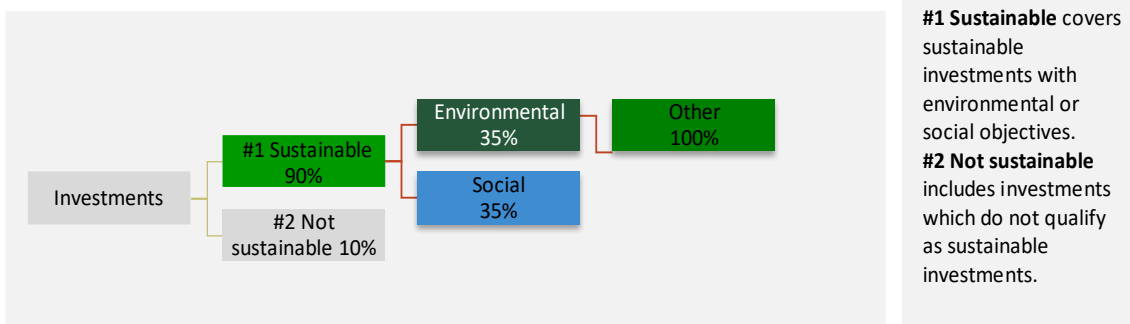 Investments
#1 Sustainable
90%
#2 Not
sustainable 10%
Environmental
35%
Social
35%
Other
100%
#1 Sustainable covers
sustainable
investments with
environmental or
social objectives.
#2 Not sustainable
includes investments
which do not qualify
as sustainable
investments.